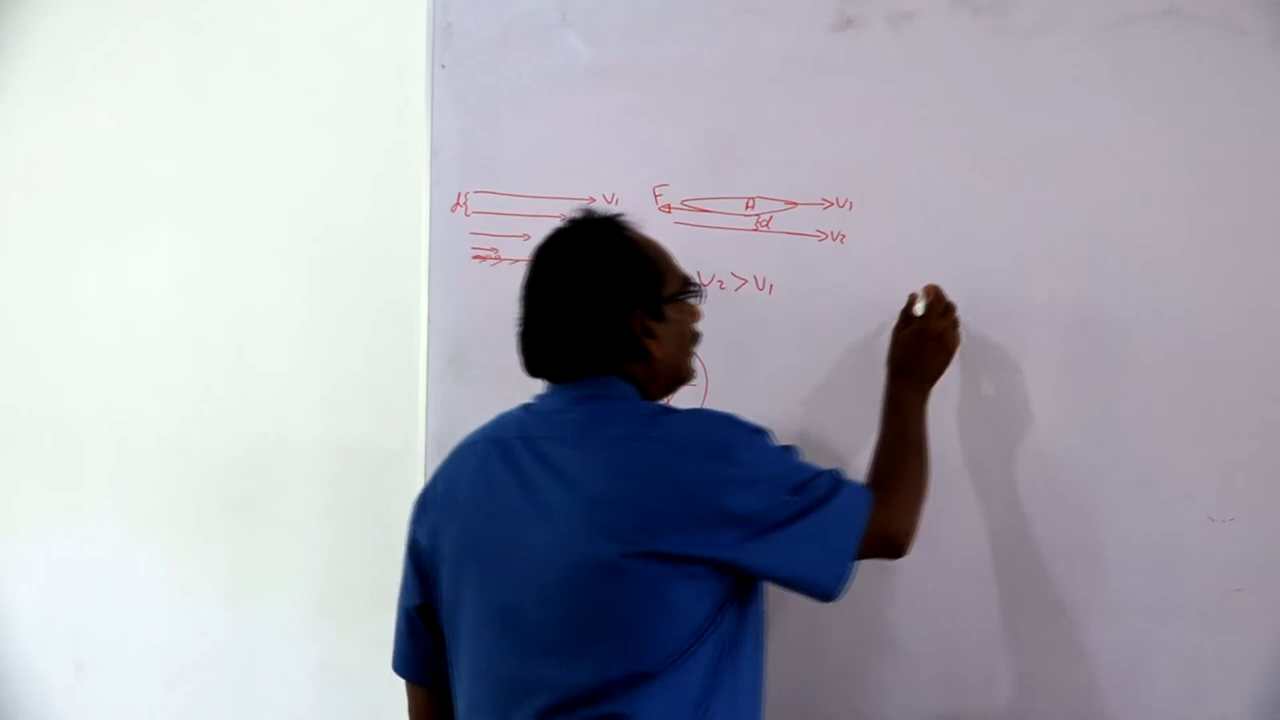 d{ V₁
F A V₁
}d
V₂
V₂ > V₁